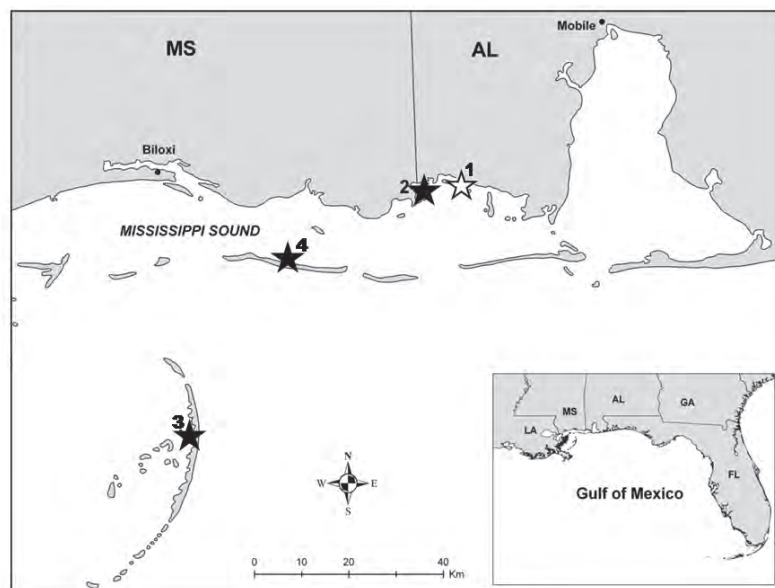 Mobile
MS
AL
Biloxi
1
2
MISSISSIPPI SOUND
4
3
N
W E
S
0 10 20 40
Km
MS
AL
GA
LA
FL
Gulf of Mexico